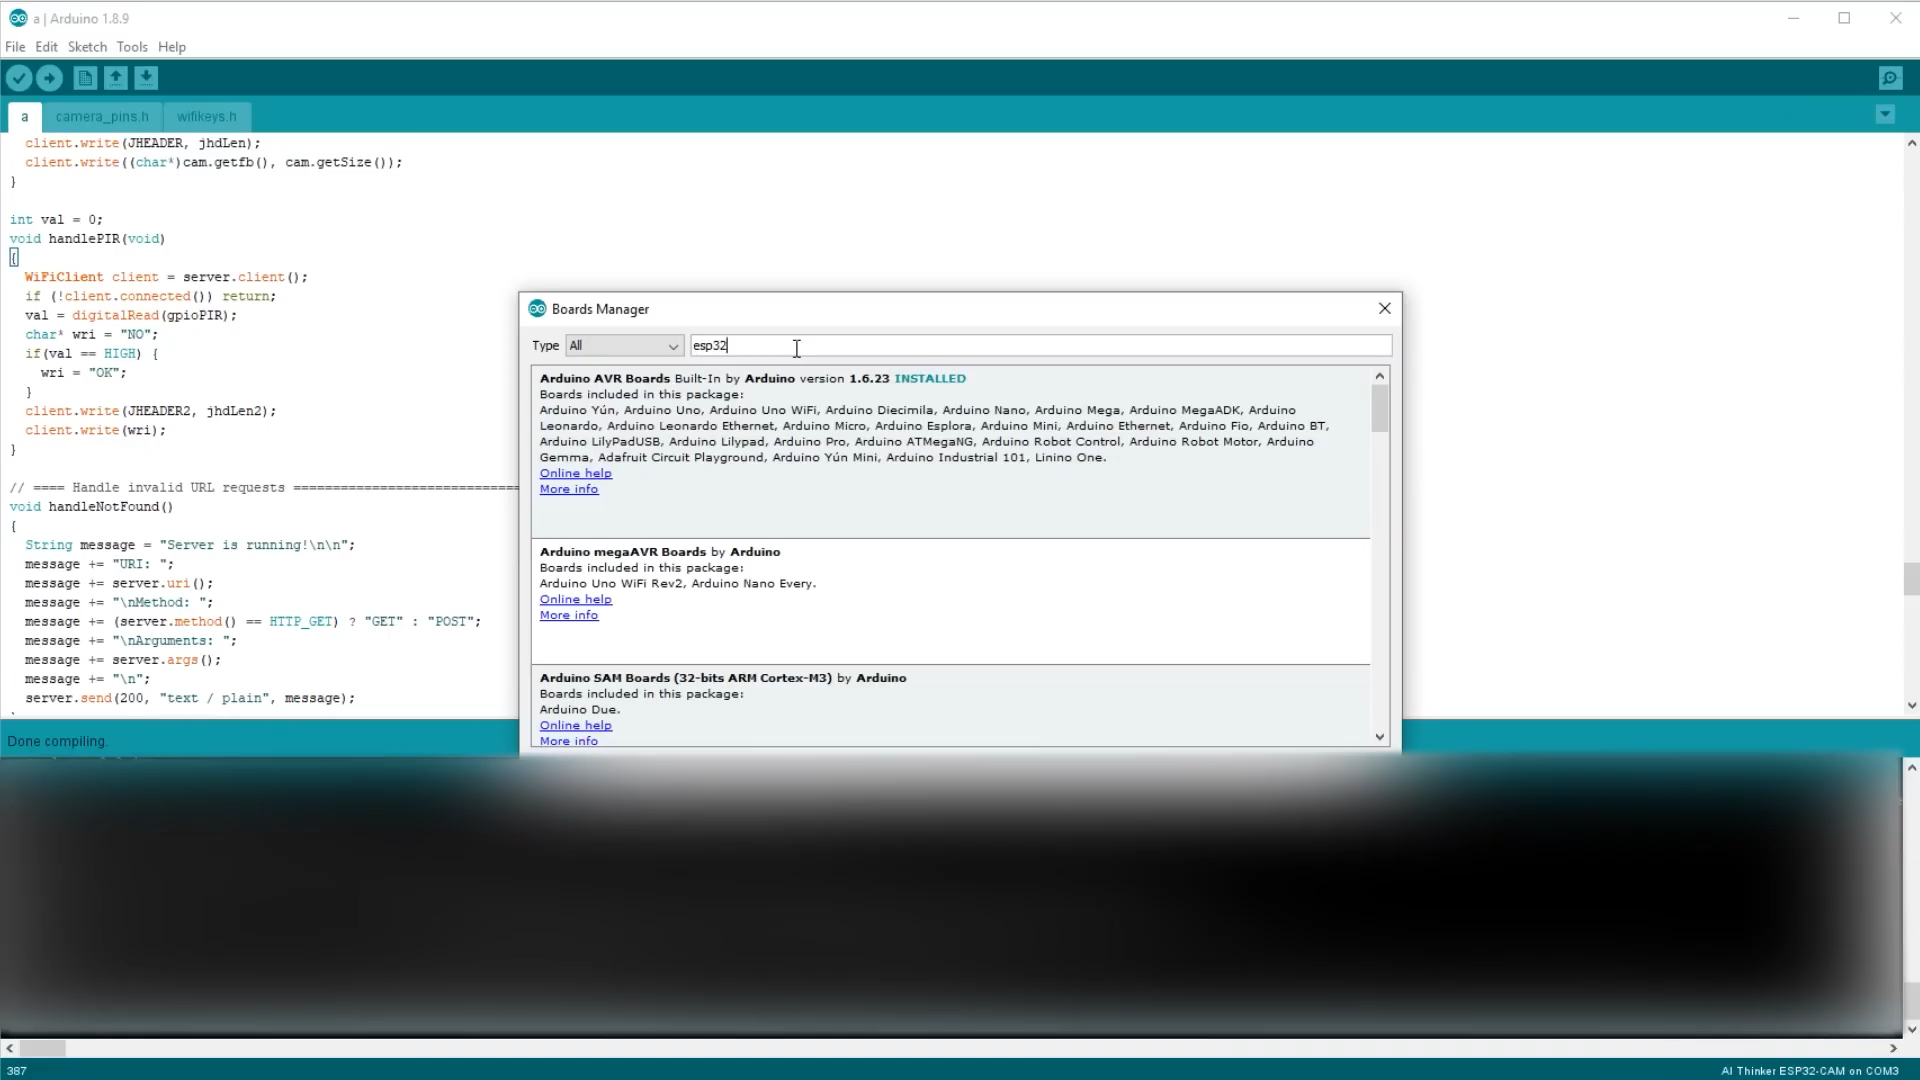 a | Arduino 1.8.9
File Edit Sketch Tools Help
a camera_pins.h wifikeys.h
client.write(JHEADER, jhdLen);
client.write((char*)cam.getfb(), cam.getSize());
}
int val = 0;
void handlePIR(void)
{
WiFiClient client = server.client();
if (!client.connected()) return;
val = digitalRead(gpioPIR);
char* wri = "NO";
if(val == HIGH) {
wri = "OK";
}
client.write(JHEADER2, jhdLen2);
client.write(wri);
}
// ==== Handle invalid URL requests =============================
void handleNotFound()
{
String message = "Server is running!\n\n";
message += "URI: ";
message += server.uri();
message += "\nMethod: ";
message += (server.method() == HTTP_GET) ? "GET" : "POST";
message += "\nArguments: ";
message += server.args();
message += "\n";
server.send(200, "text / plain", message);
Boards Manager
Type All esp32
Arduino AVR Boards Built-In by Arduino version 1.6.23 INSTALLED
Boards included in this package:
Arduino Yún, Arduino Uno, Arduino Uno WiFi, Arduino Diecimila, Arduino Nano, Arduino Mega, Arduino MegaADK, Arduino
Leonardo, Arduino Leonardo Ethernet, Arduino Micro, Arduino Esplora, Arduino Mini, Arduino Ethernet, Arduino Fio, Arduino BT,
Arduino LilyPadUSB, Arduino Lilypad, Arduino Pro, Arduino ATMegaNG, Arduino Robot Control, Arduino Robot Motor, Arduino
Gemma, Adafruit Circuit Playground, Arduino Yún Mini, Arduino Industrial 101, Linino One.
Online help
More info
Arduino megaAVR Boards by Arduino
Boards included in this package:
Arduino Uno WiFi Rev2, Arduino Nano Every.
Online help
More info
Arduino SAM Boards (32-bits ARM Cortex-M3) by Arduino
Boards included in this package:
Arduino Due.
Online help
More info
Done compiling.
387
AI Thinker ESP32-CAM on COM3